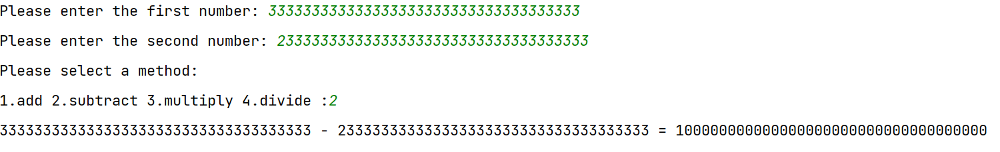 Please enter the first number: 333333333333333333333333333333333333
Please enter the second number: 233333333333333333333333333333333333
Please select a method:
1.add 2.subtract 3.multiply 4.divide :2
333333333333333333333333333333333333 - 233333333333333333333333333333333333 = 100000000000000000000000000000000000